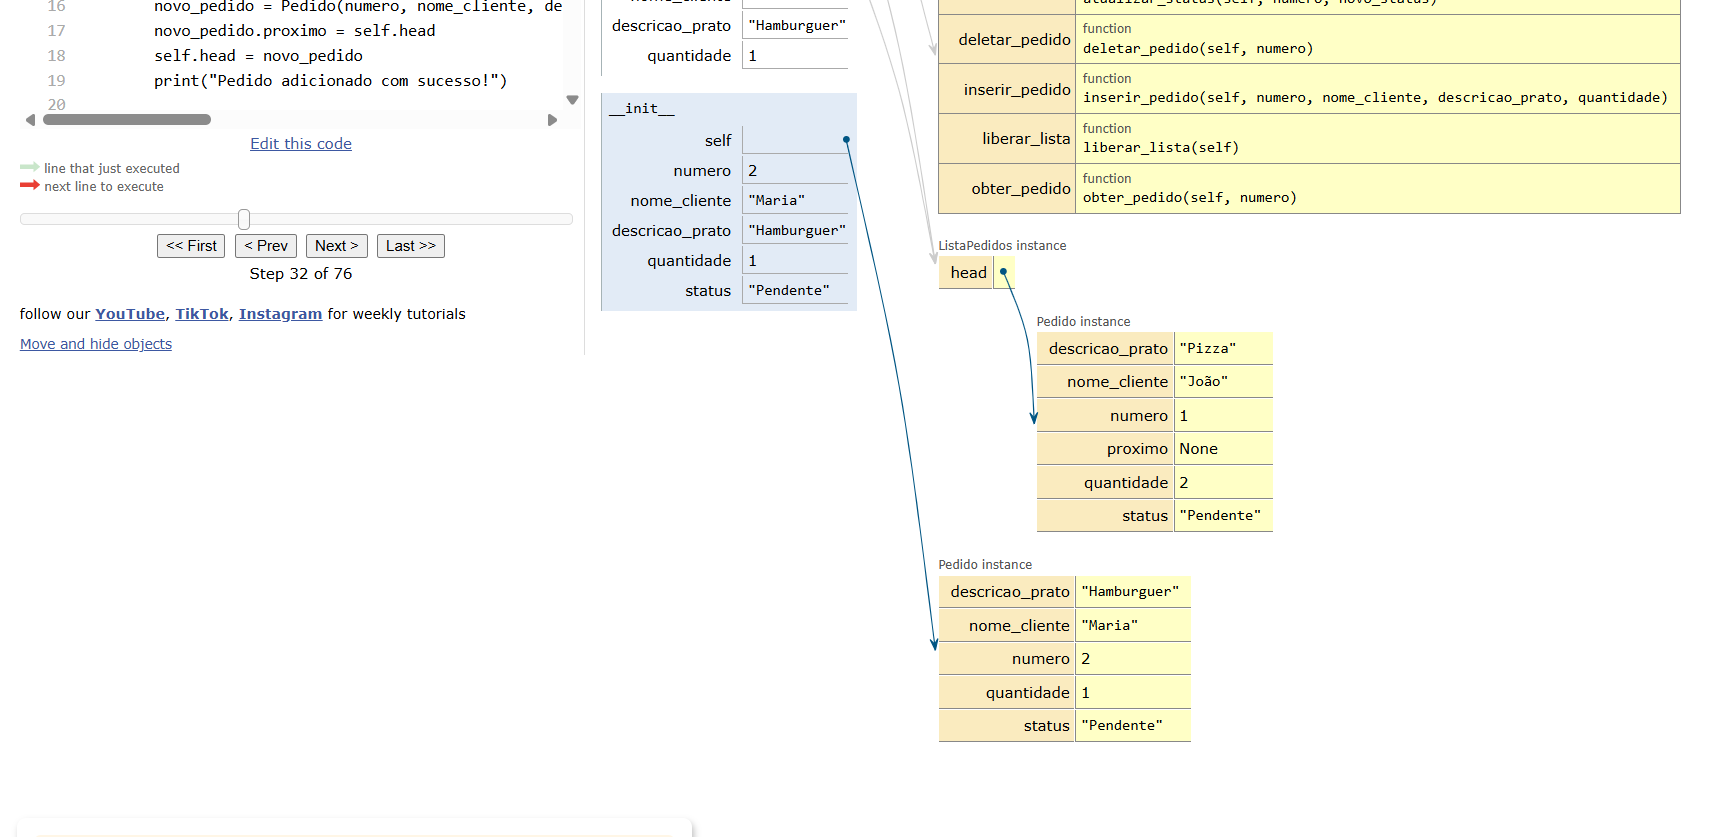 16 novo_pedido = Pedido(numero, nome_cliente, de
17 novo_pedido.proximo = self.head
18 self.head = novo_pedido
19 print("Pedido adicionado com sucesso!")
20
Edit this code
line that just executed
next line to execute
<< First < Prev Next > Last >>
Step 32 of 76
follow our YouTube, TikTok, Instagram for weekly tutorials
Move and hide objects
nome_cliente
descricao_prato "Hamburguer"
quantidade 1
__init__
self
numero 2
nome_cliente "Maria"
descricao_prato "Hamburguer"
quantidade 1
status "Pendente"
atualizar_status(self, numero, novo_status)
deletar_pedido function
deletar_pedido(self, numero)
inserir_pedido function
inserir_pedido(self, numero, nome_cliente, descricao_prato, quantidade)
liberar_lista function
liberar_lista(self)
obter_pedido function
obter_pedido(self, numero)
ListaPedidos instance
head
Pedido instance
descricao_prato "Pizza"
nome_cliente "João"
numero 1
proximo None
quantidade 2
status "Pendente"
Pedido instance
descricao_prato "Hamburguer"
nome_cliente "Maria"
numero 2
quantidade 1
status "Pendente"